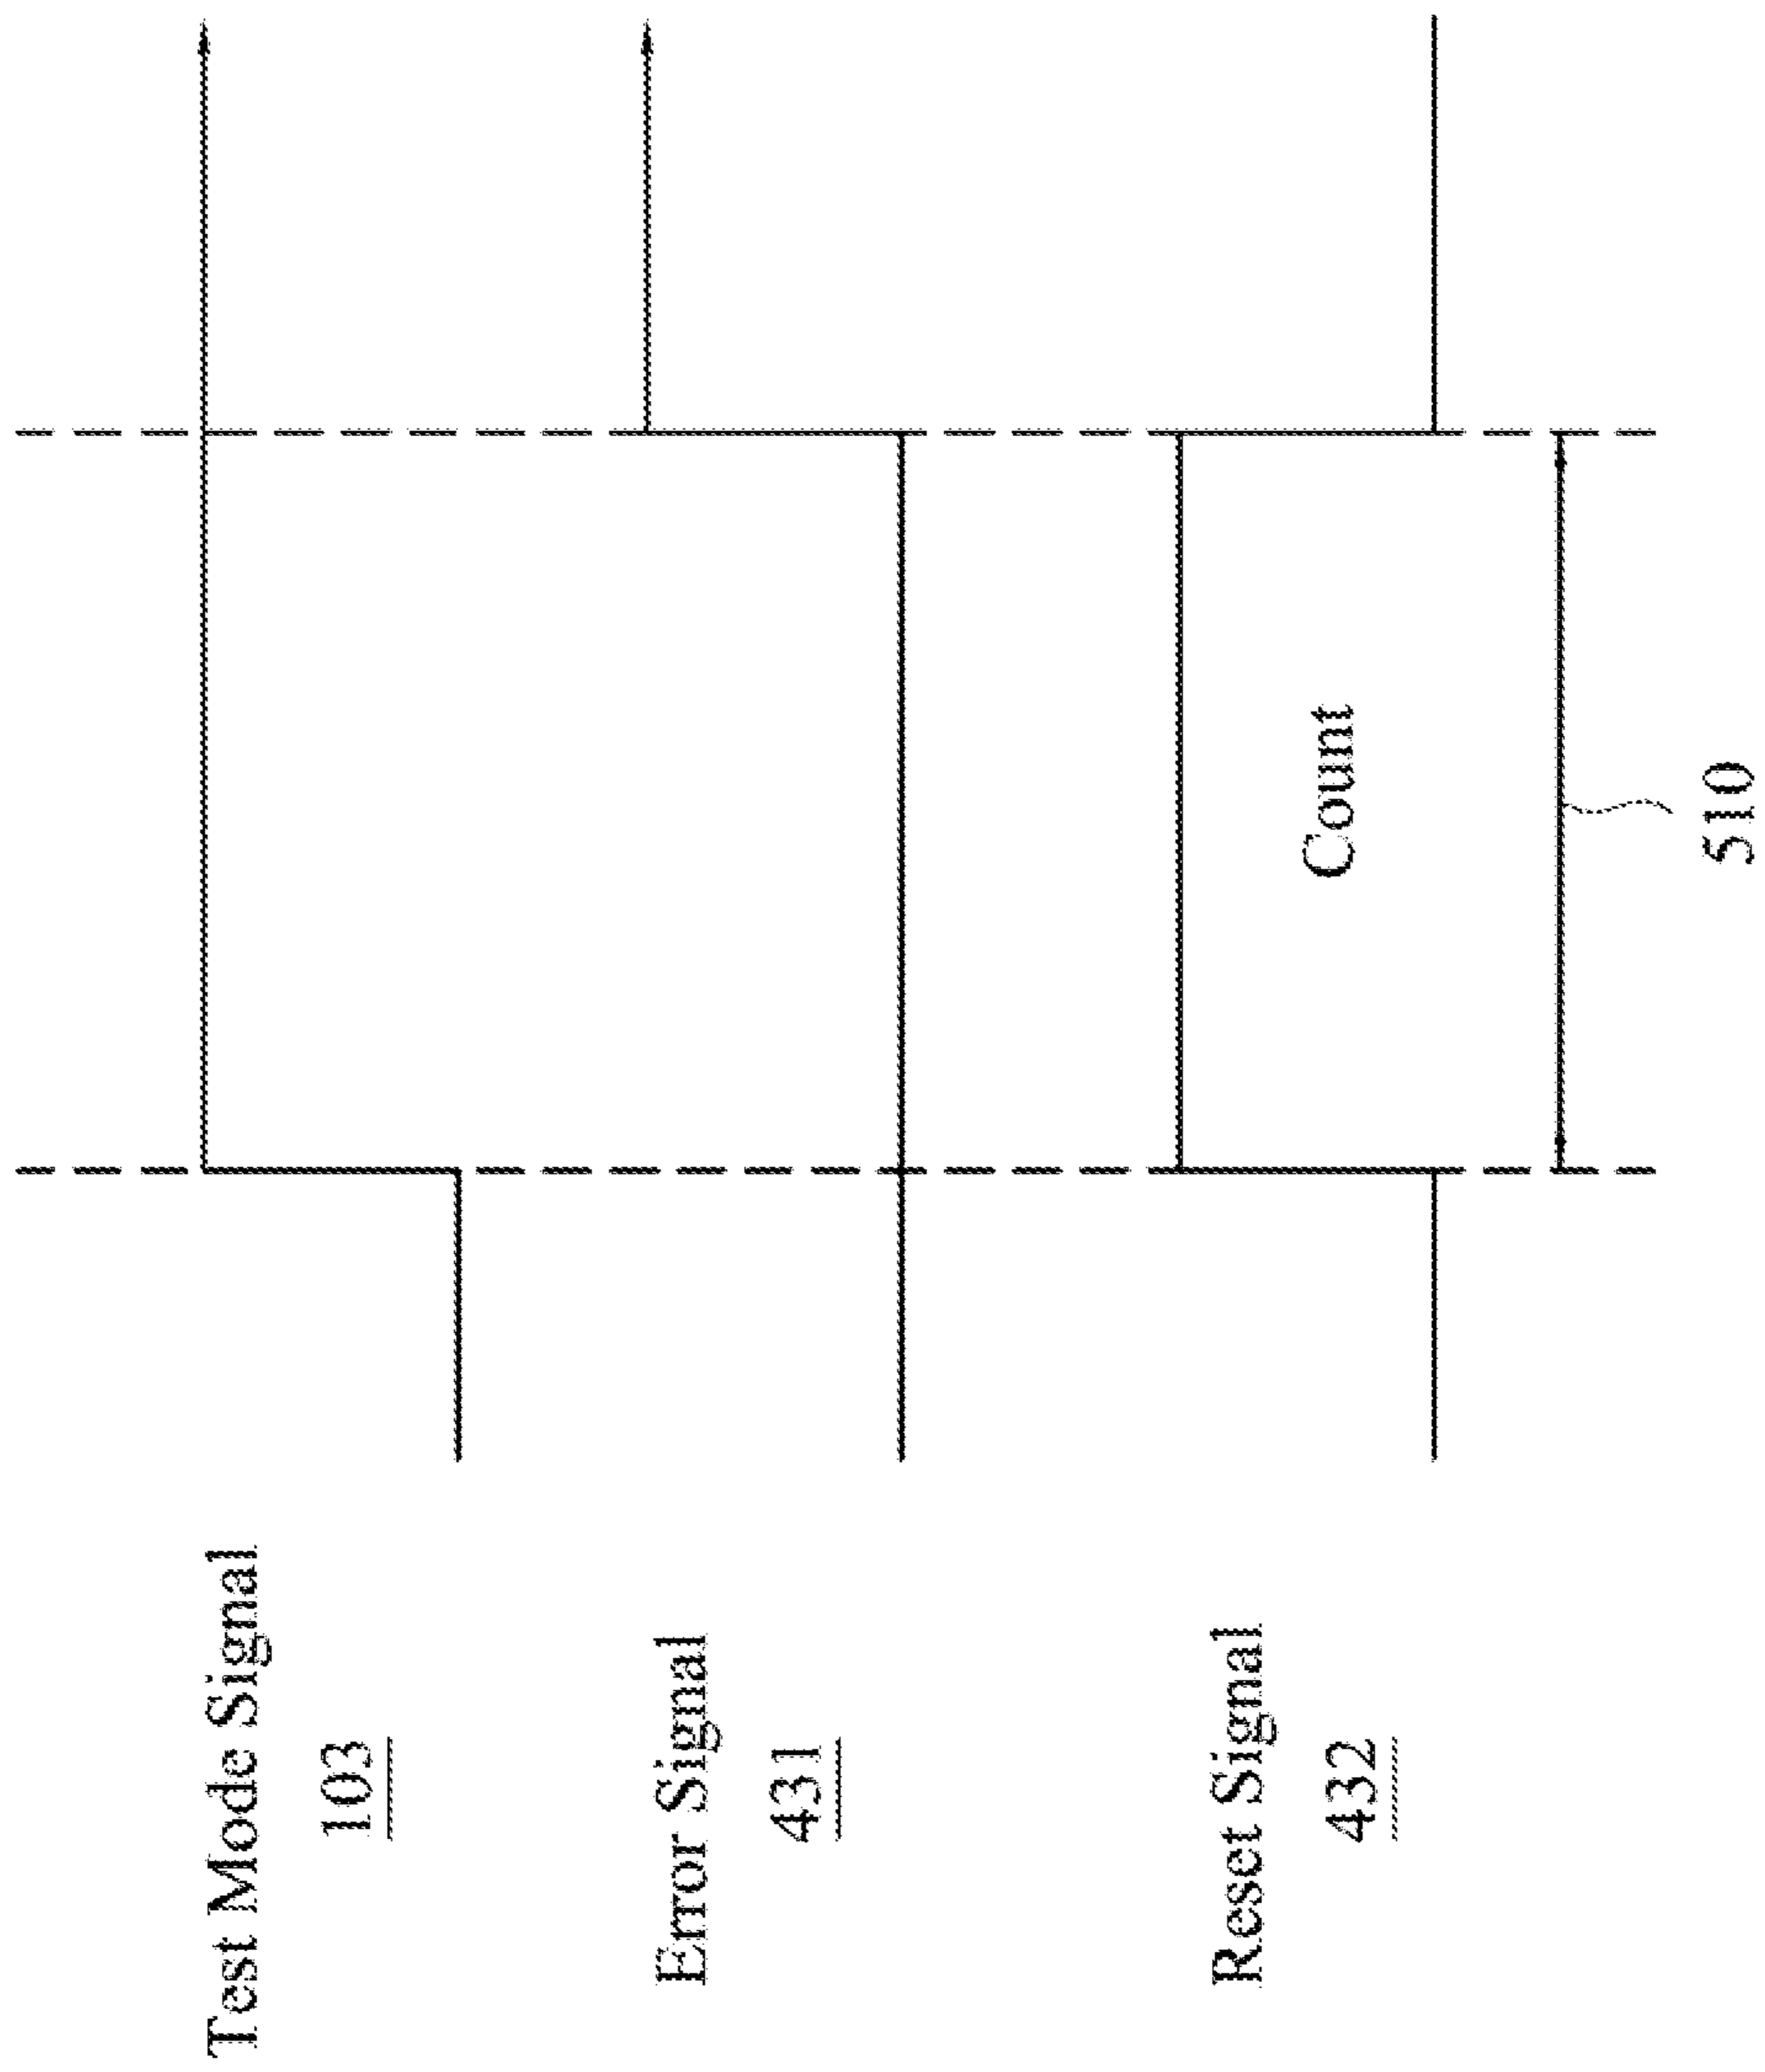 Test Mode Signal
103
Error Signal
431
Reset Signal
432
Count
510